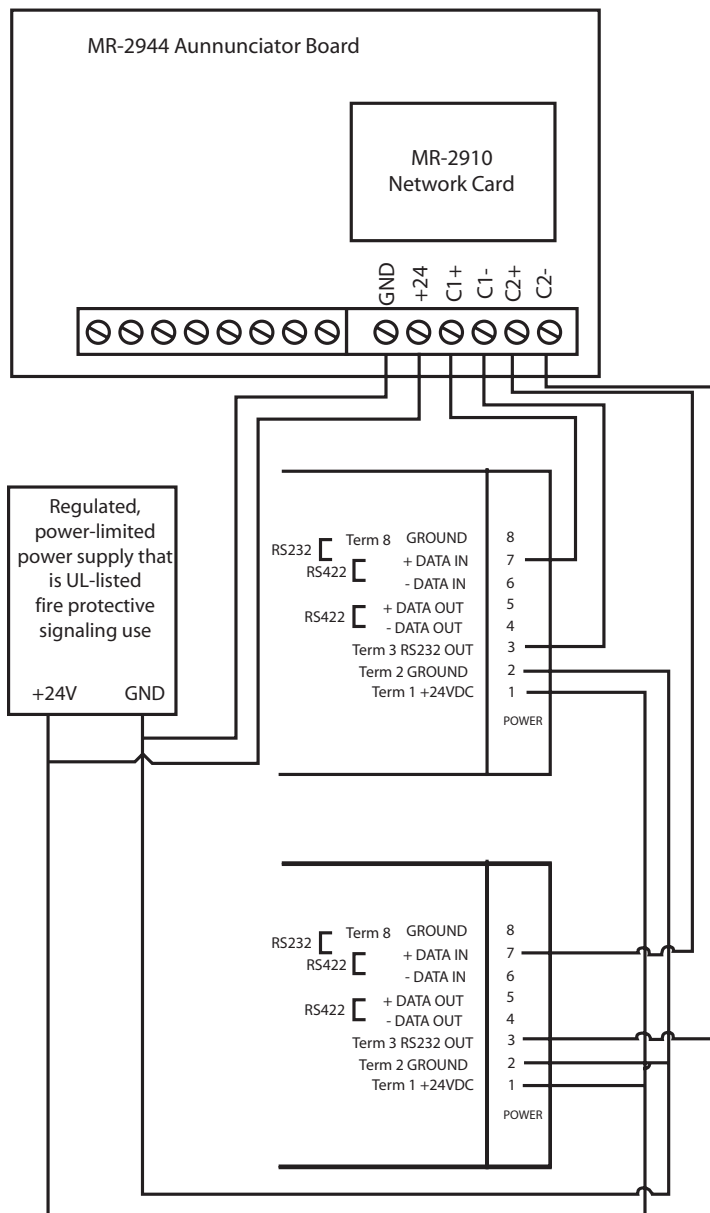 MR-2944 Aunnunciator Board
MR-2910
Network Card
GND
+24
C1+
C1-
C2+
C2-
Regulated,
power-limited
power supply that
is UL-listed
fire protective
signaling use
+24V GND
RS232 Term 8 GROUND 8
RS422 + DATA IN 7
- DATA IN 6
RS422 + DATA OUT 5
- DATA OUT 4
Term 3 RS232 OUT 3
Term 2 GROUND 2
Term 1 +24VDC 1
POWER
RS232 Term 8 GROUND 8
RS422 + DATA IN 7
- DATA IN 6
RS422 + DATA OUT 5
- DATA OUT 4
Term 3 RS232 OUT 3
Term 2 GROUND 2
Term 1 +24VDC 1
POWER